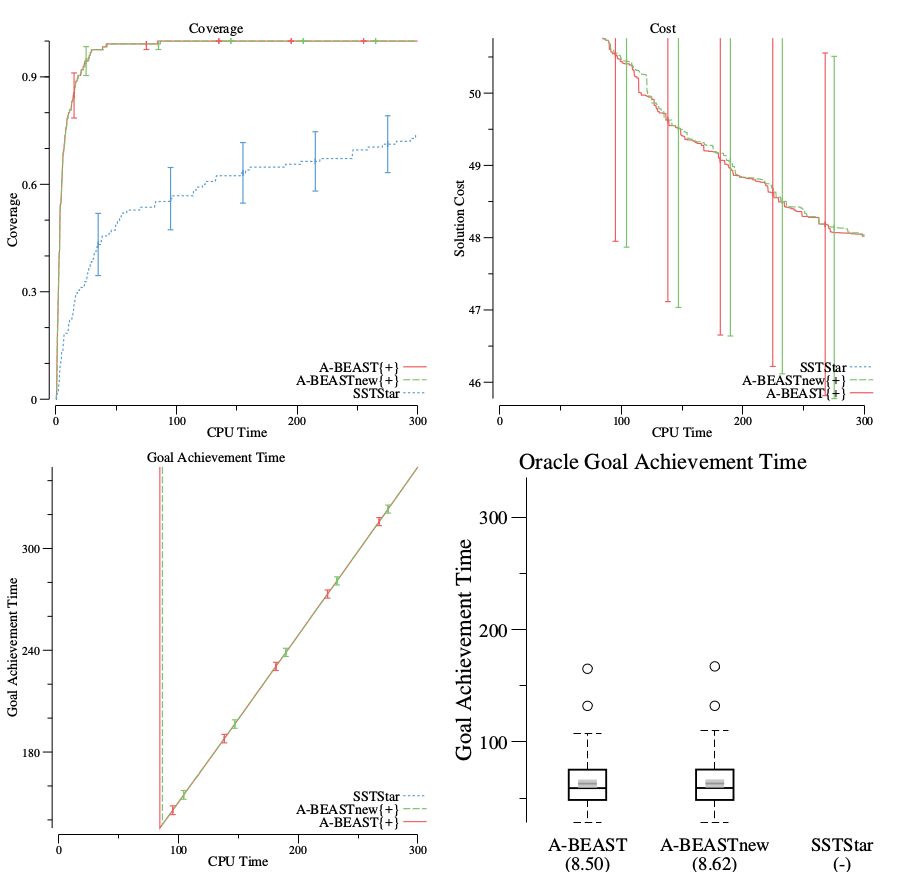 Coverage
0.9
0.6
0.3
0
Coverage
A-BEAST{+}
A-BEASTnew{+}
SSTStar
0
100
200
300
CPU Time
Cost
50
49
48
47
46
Solution Cost
SSTStar
A-BEASTnew{+}
A-BEAST{+}
0
100
200
300
CPU Time
Goal Achievement Time
300
240
180
Goal Achievement Time
SSTStar
A-BEASTnew{+}
A-BEAST{+}
0
100
200
300
CPU Time
Oracle Goal Achievement Time
300
200
100
Goal Achievement Time
A-BEAST
(8.50)
A-BEASTnew
(8.62)
SSTStar
(-)